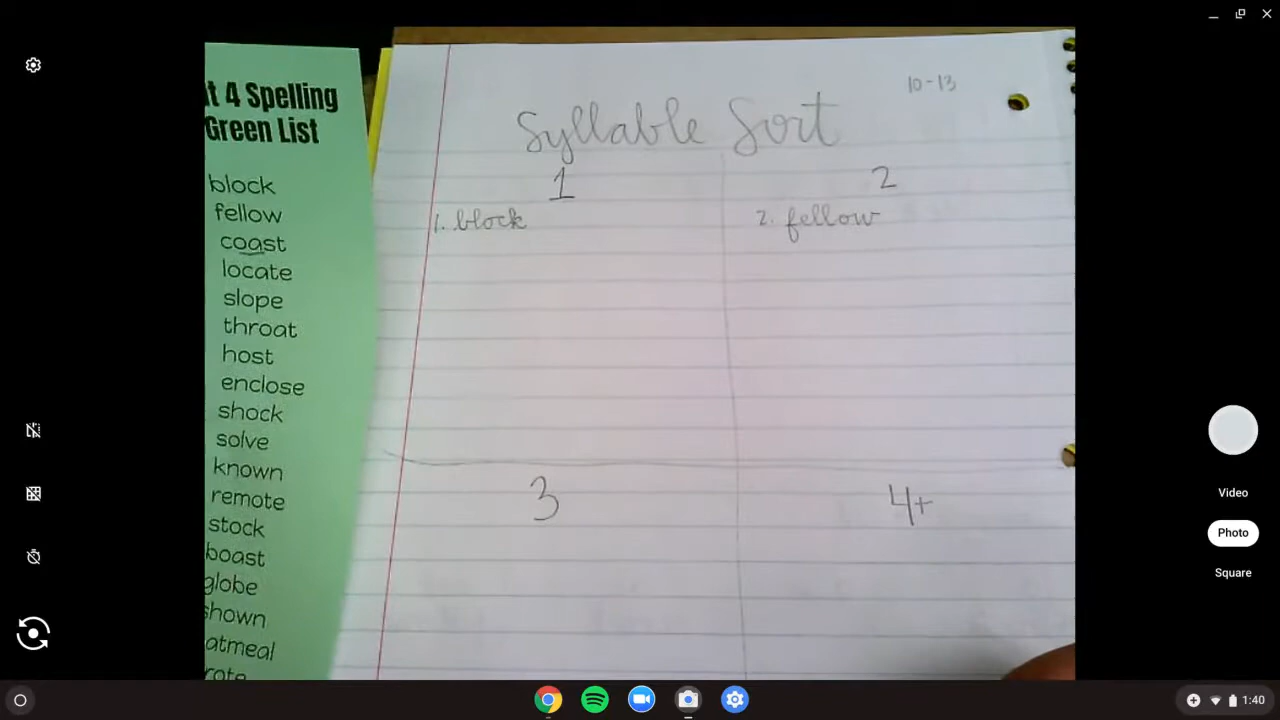 t 4 Spelling
Green List
block
fellow
coast
locate
slope
throat
host
enclose
shock
solve
known
remote
stock
boast
globe
shown
atmeal
rote
10-13
Syllable Sort
1
2
1. block
2. fellow
3
4+
Video
Photo
Square
1:40